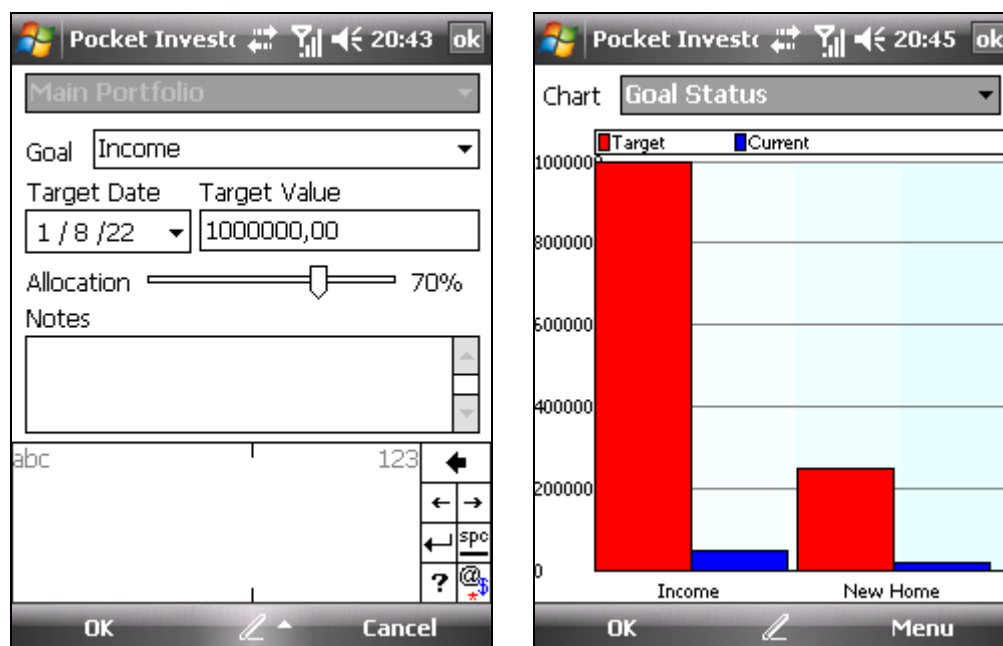 Pocket Investc 20:43 ok
Main Portfolio
Goal Income
Target Date Target Value
1 / 8 /22 1000000,00
Allocation 70%
Notes
abc 123
spc
? @$*
OK Cancel
Pocket Investc 20:45 ok
Chart Goal Status
Target Current
1000000
800000
600000
400000
200000
0
Income New Home
OK Menu